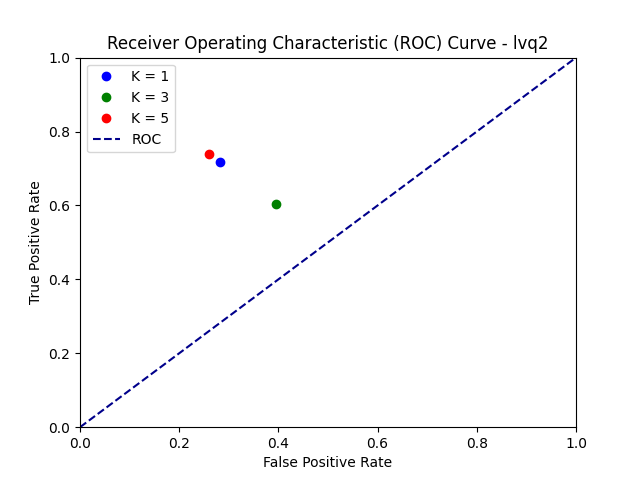 Receiver Operating Characteristic (ROC) Curve - lvq2
1.0
0.8
0.6
0.4
0.2
0.0
True Positive Rate
K = 1
K = 3
K = 5
ROC
0.0 0.2 0.4 0.6 0.8 1.0
False Positive Rate